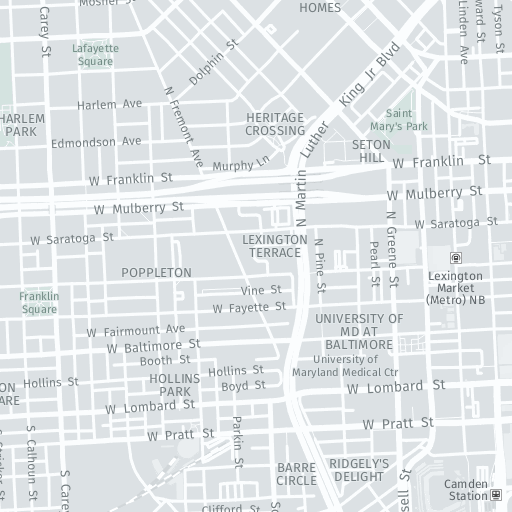 Mosher St
HOMES
Carey St
Lafayette
Square
Dolphin St
King Jr Blvd
Linden Ave
Tyson St
Harlem Ave
N Fremont Ave
HARLEM
PARK
HERITAGE
CROSSING
Saint
Mary's Park
Edmondson Ave
N Martin Luther
SETON
HILL
Murphy Ln
W Franklin St
W Franklin St
W Mulberry St
W Mulberry St
W Saratoga St
W Saratoga St
LEXINGTON
TERRACE
N Pine St
Pearl St
N Greene St
POPPLETON
Lexington
Market
(Metro) NB
Franklin
Square
Vine St
W Fayette St
UNIVERSITY OF
MD AT
BALTIMORE
W Fairmount Ave
W Baltimore St
Booth St
University of
Maryland Medical Ctr
Hollins St
Hollins St
HOLLINS
PARK
Boyd St
W Lombard St
W Lombard St
W Pratt St
W Pratt St
Parkin St
S Calhoun St
S Carey
BARRE
CIRCLE
RIDGELY'S
DELIGHT
Camden
Station
Clifford St